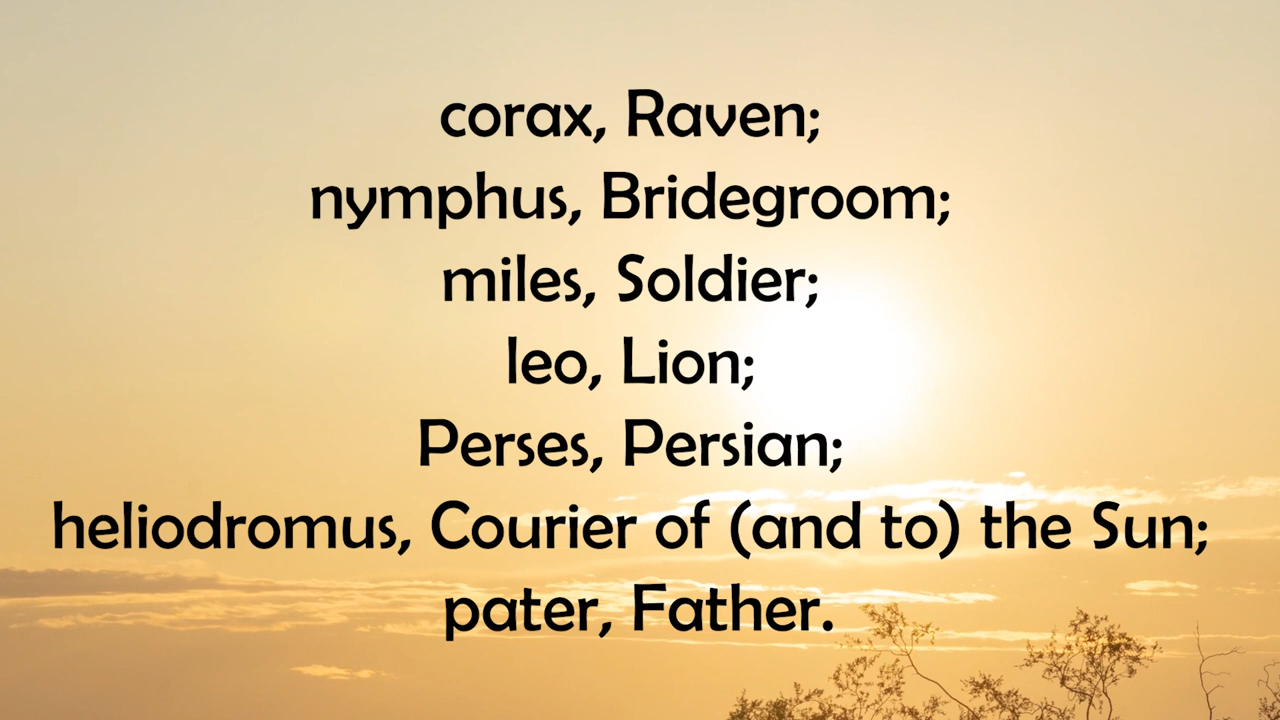 corax, Raven;
nymphus, Bridegroom;
miles, Soldier;
leo, Lion;
Perses, Persian;
heliodromus, Courier of (and to) the Sun;
pater, Father.